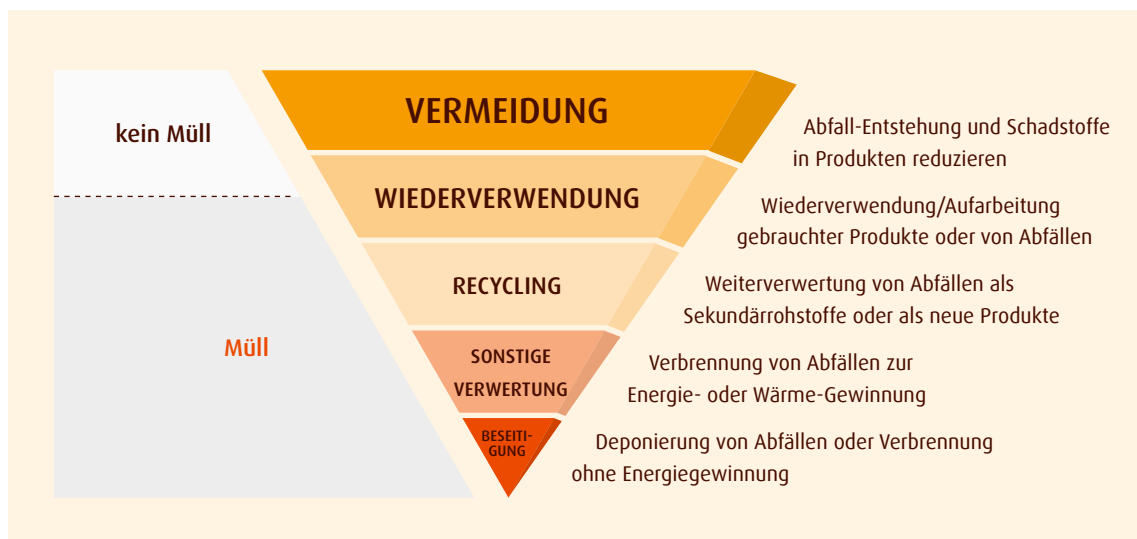 kein Müll
VERMEIDUNG
Abfall-Entstehung und Schadstoffe
in Produkten reduzieren
WIEDERVERWENDUNG
Wiederverwendung/Aufarbeitung
gebrauchter Produkte oder von Abfällen
RECYCLING
Weiterverwertung von Abfällen als
Sekundärrohstoffe oder als neue Produkte
Müll
SONSTIGE
VERWERTUNG
Verbrennung von Abfällen zur
Energie- oder Wärme-Gewinnung
BESEITI-
GUNG
Deponierung von Abfällen oder Verbrennung
ohne Energiegewinnung